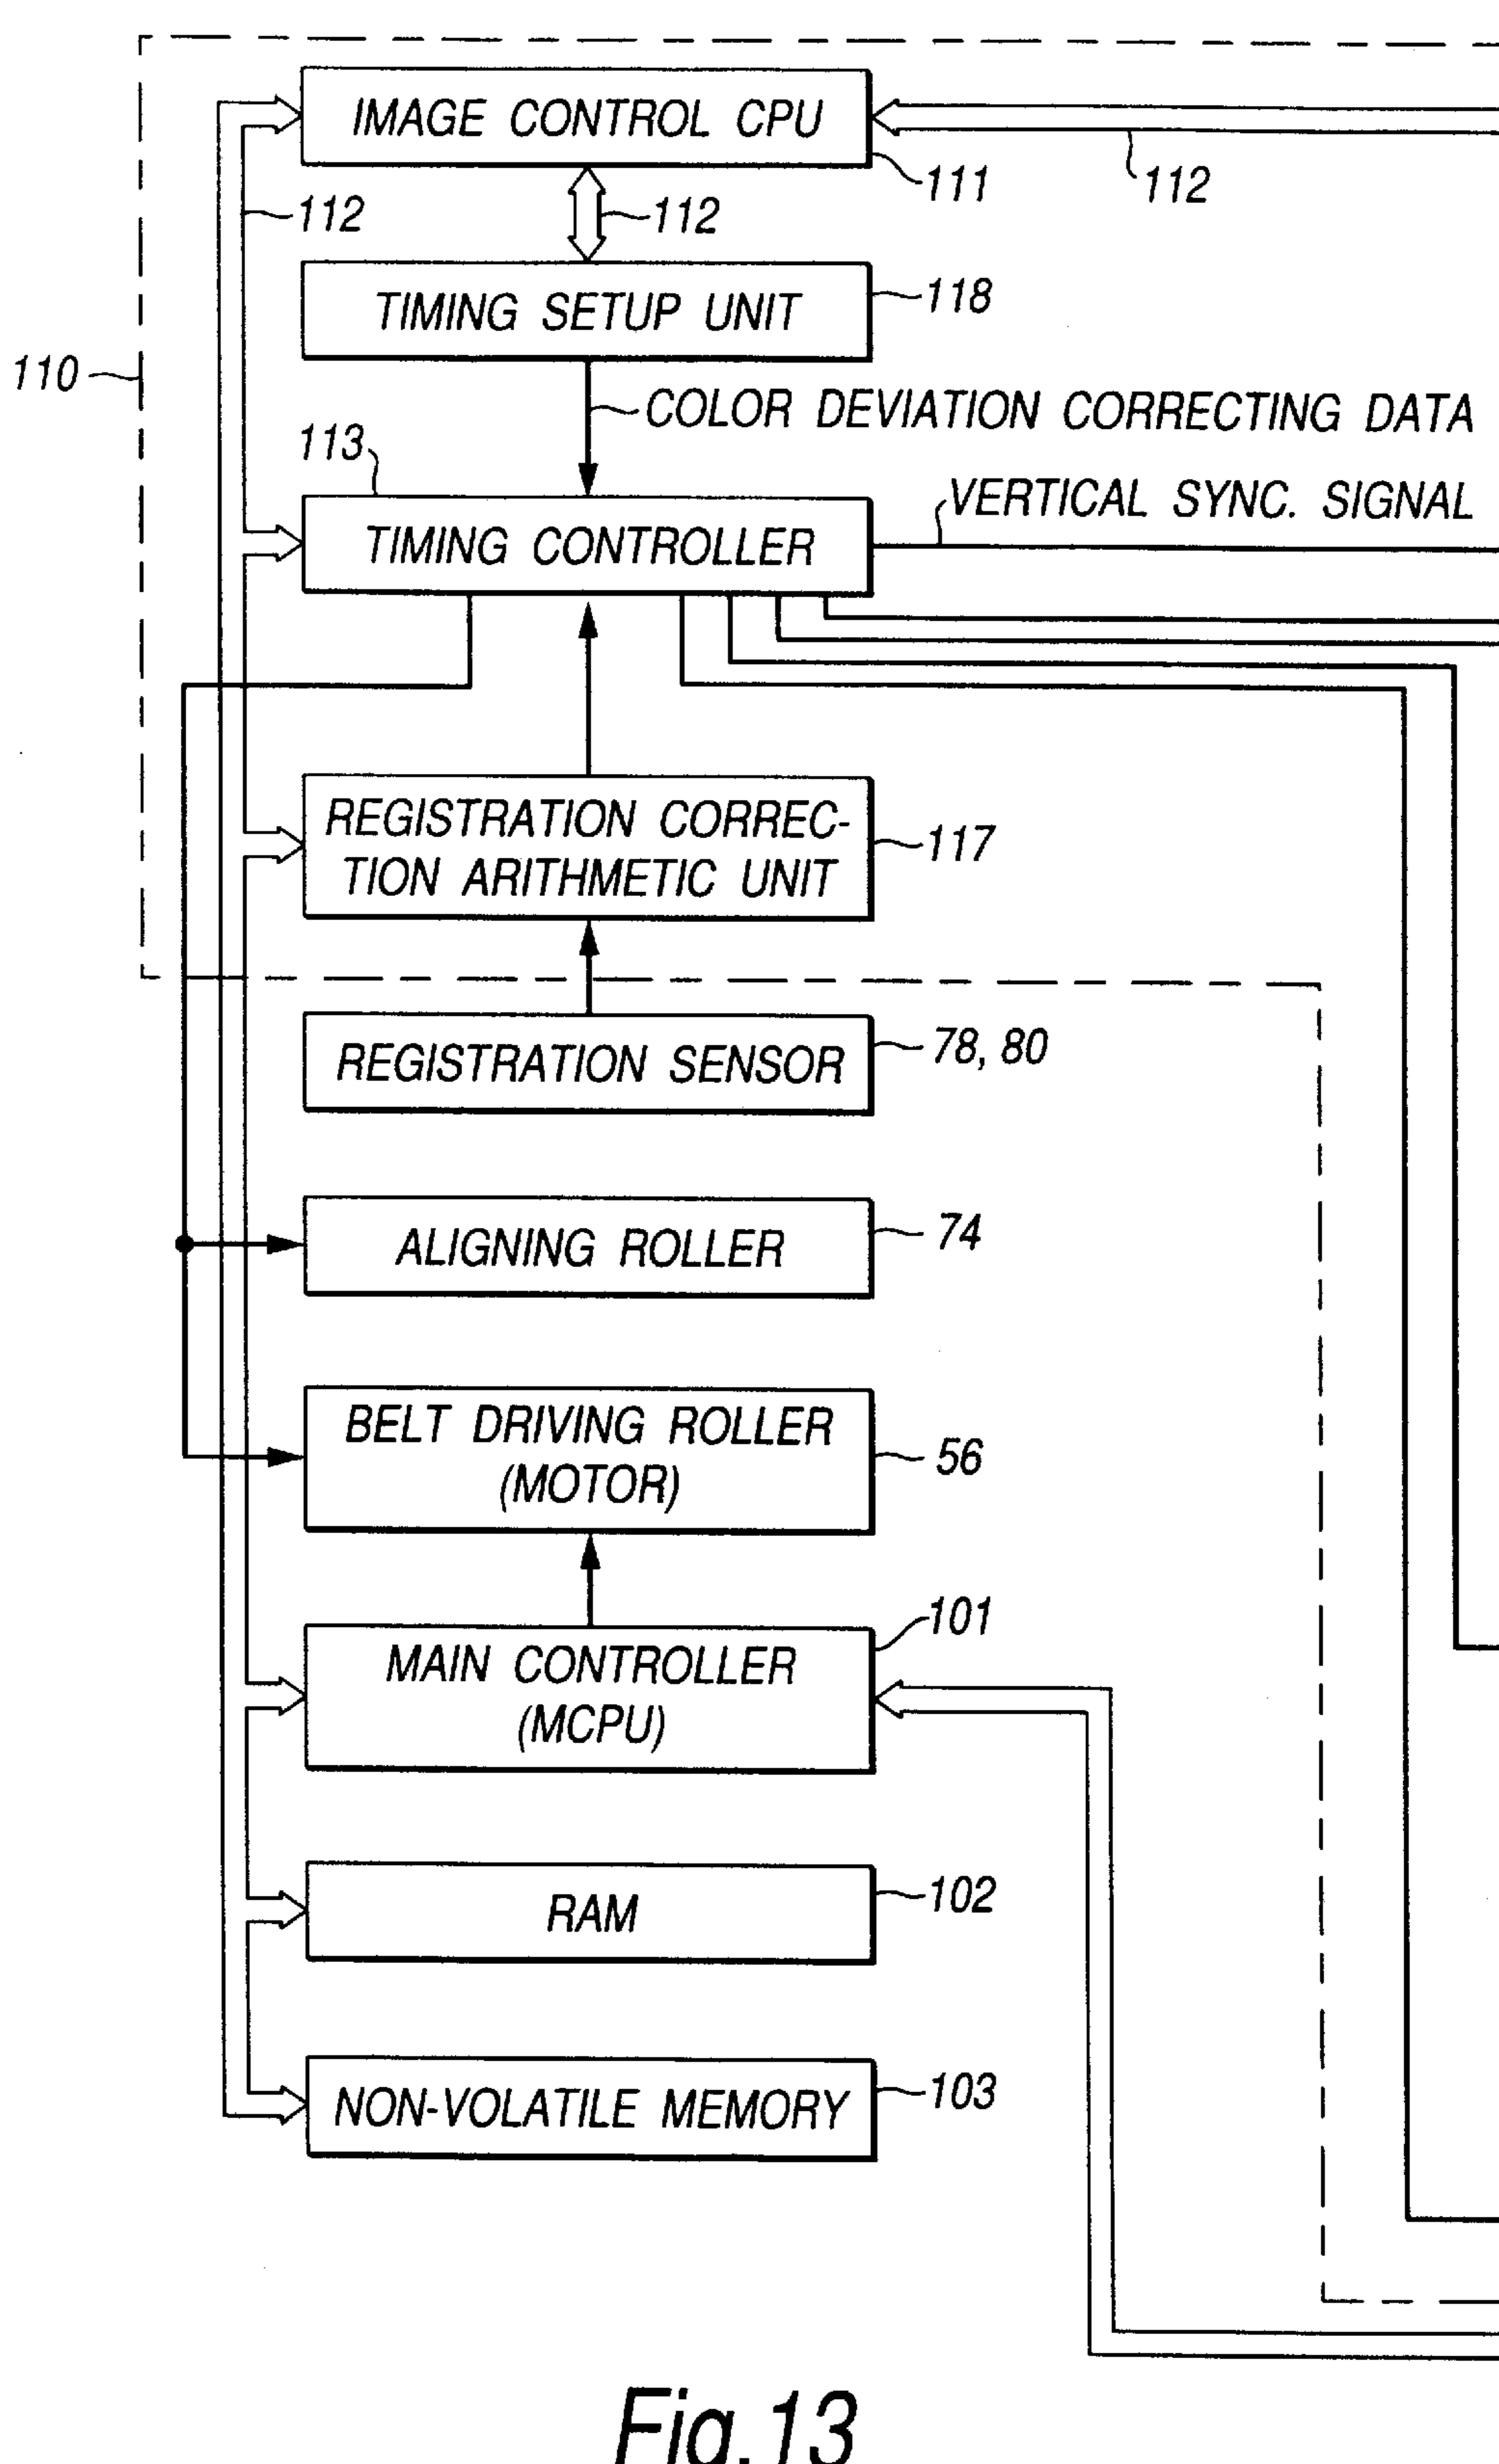 IMAGE CONTROL CPU
111
112
112
112
TIMING SETUP UNIT
118
110
COLOR DEVIATION CORRECTING DATA
113
VERTICAL SYNC. SIGNAL
TIMING CONTROLLER
REGISTRATION CORREC-
TION ARITHMETIC UNIT
117
REGISTRATION SENSOR
78, 80
ALIGNING ROLLER
74
BELT DRIVING ROLLER
(MOTOR)
56
101
MAIN CONTROLLER
(MCPU)
RAM
102
NON-VOLATILE MEMORY
103
Fig.13